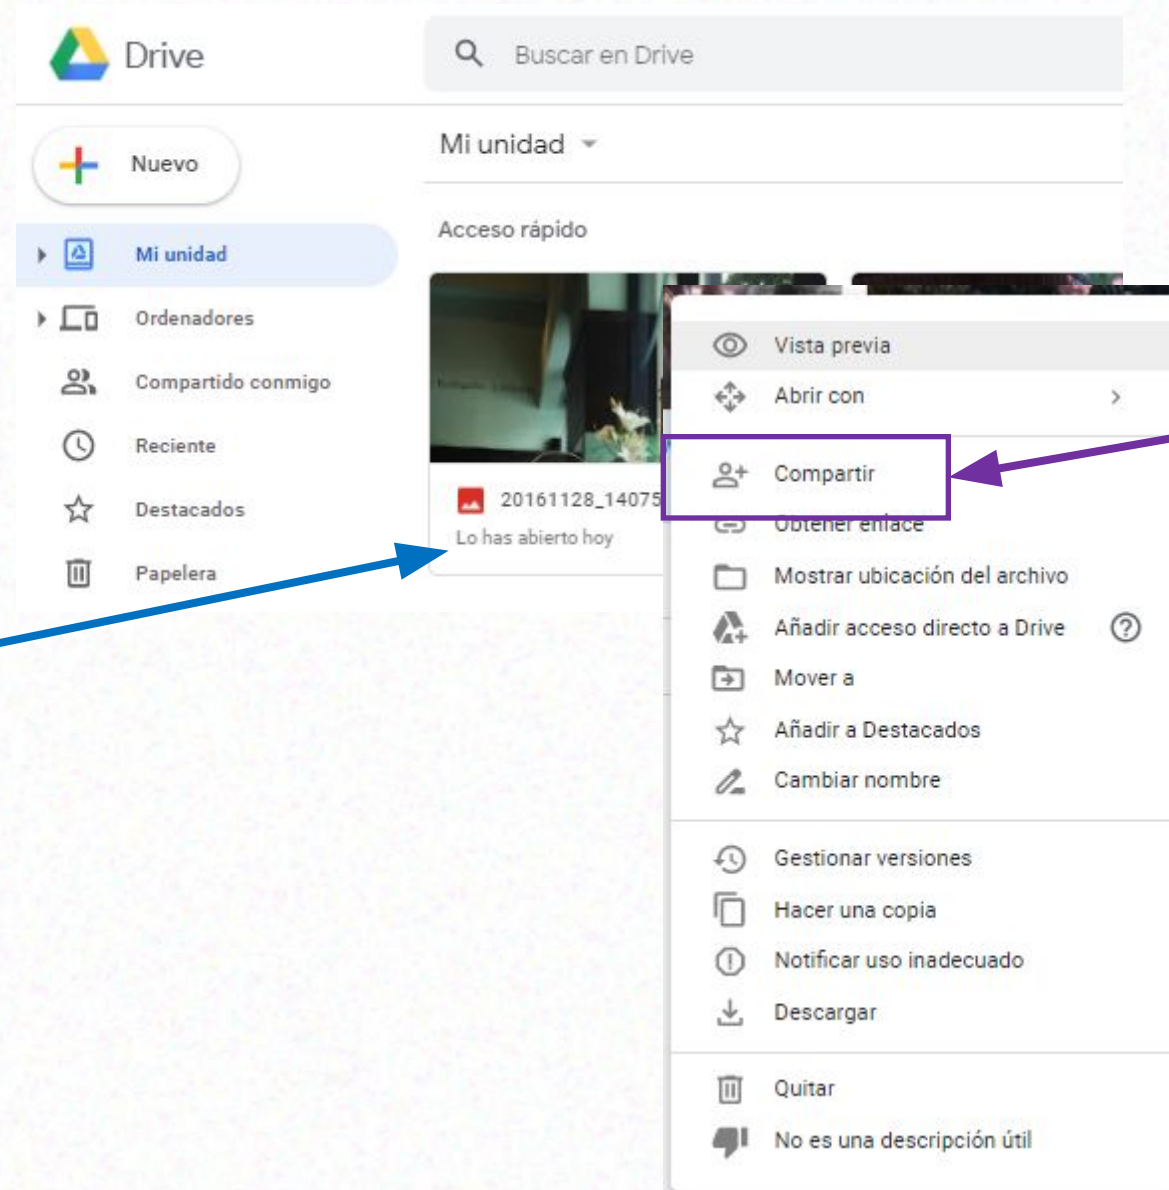 Drive
Buscar en Drive
Nuevo
Mi unidad
Mi unidad
Ordenadores
Compartido conmigo
Reciente
Destacados
Papelera
Acceso rápido
20161128_14075
Lo has abierto hoy
Vista previa
Abrir con
Compartir
Obtener enlace
Mostrar ubicación del archivo
Añadir acceso directo a Drive
Mover a
Añadir a Destacados
Cambiar nombre
Gestionar versiones
Hacer una copia
Notificar uso inadecuado
Descargar
Quitar
No es una descripción útil